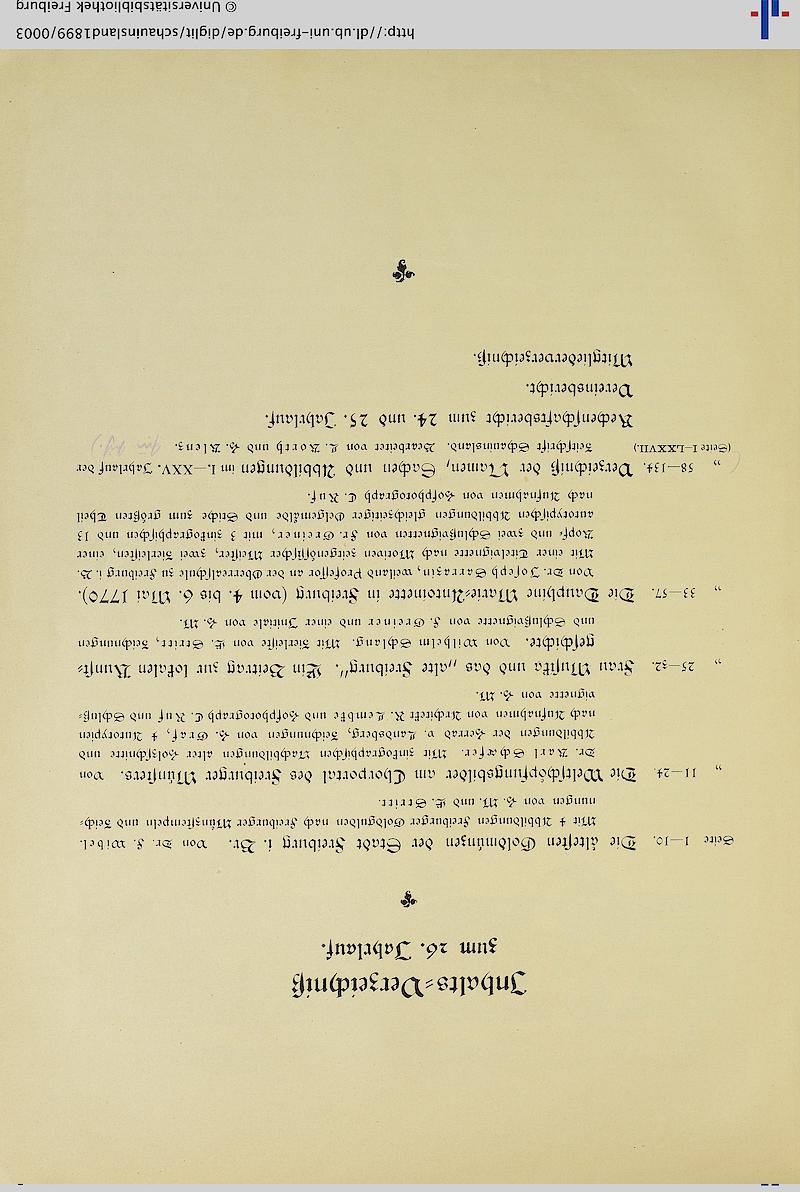 Inhalts=Verzeichniß
zum 26. Jahrlauf.
Seite 1—10. Die ältesten Goldmünzen der Stadt Freiburg i. Br. Von Dr. F. Wibel.
Mit 4 Abbildungen Freiburger Goldgulden nach Freiburger Münzstempeln und Zeich=
nungen von H. M. und E. Stritt.
„ 11—24. Die Weltschöpfungsbilder am Chorportal des Freiburger Münsters. Von
Dr. Karl Schaefer. Mit zinkographischen Nachbildungen alter Holzschnitte und
Abbildungen der Herrad v. Landsberg, Zeichnungen von H. Graf, 4 Autotypien
nach Aufnahmen von Architekt R. Lembke und Hofphotograph C. Ruf und Schluß=
vignette von H. M.
„ 25—32. Frau Musika und das „alte Freiburg“. Ein Beitrag zur lokalen Kunst=
geschichte. Von Wilhelm Schlang. Mit Zierleiste von E. Stritt, Zeichnungen
und Schlußvignette von F. Greiner und einer Initiale von H. M.
„ 33—57. Die Dauphine Marie=Antoinette in Freiburg (vom 4. bis 6. Mai 1770).
Von Dr. Joseph Sarrazin, weiland Professor an der Oberrealschule zu Freiburg i. B.
Mit einer Titelvignette nach Motiven zeitgenössischer Meister, zwei Zierleisten, einer
Kopf= und zwei Schlußvignetten von Fr. Greiner, mit 3 zinkographischen und 13
autotypischen Abbildungen gleichzeitiger Oelgemälde und Stiche zum größten Theil
nach Aufnahmen von Hofphotograph C. Ruf.
„ 58—134. Verzeichniß der Namen, Sachen und Abbildungen im I.—XXV. Jahrlauf der
(Seite I—LXXVII.) Zeitschrift Schauinsland. Bearbeitet von L. Korth und H. Klenz.
Rechenschaftsbericht zum 24. und 25. Jahrlauf.
Vereinsbericht.
Mitgliederverzeichniß.
http://dl.ub.uni-freiburg.de/diglit/schauinsland1899/0003
© Universitätsbibliothek Freiburg